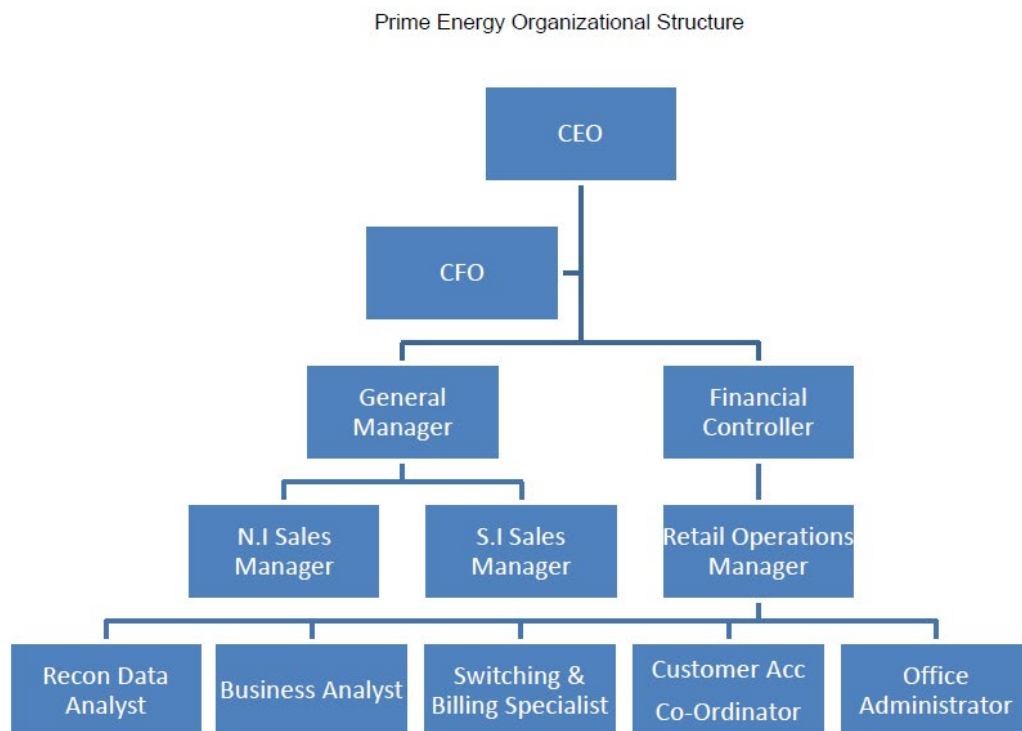 Prime Energy Organizational Structure
CEO
CFO
General
Manager
Financial
Controller
N.I Sales
Manager
S.I Sales
Manager
Retail Operations
Manager
Recon Data
Analyst
Business Analyst
Switching &
Billing Specialist
Customer Acc
Co-Ordinator
Office
Administrator